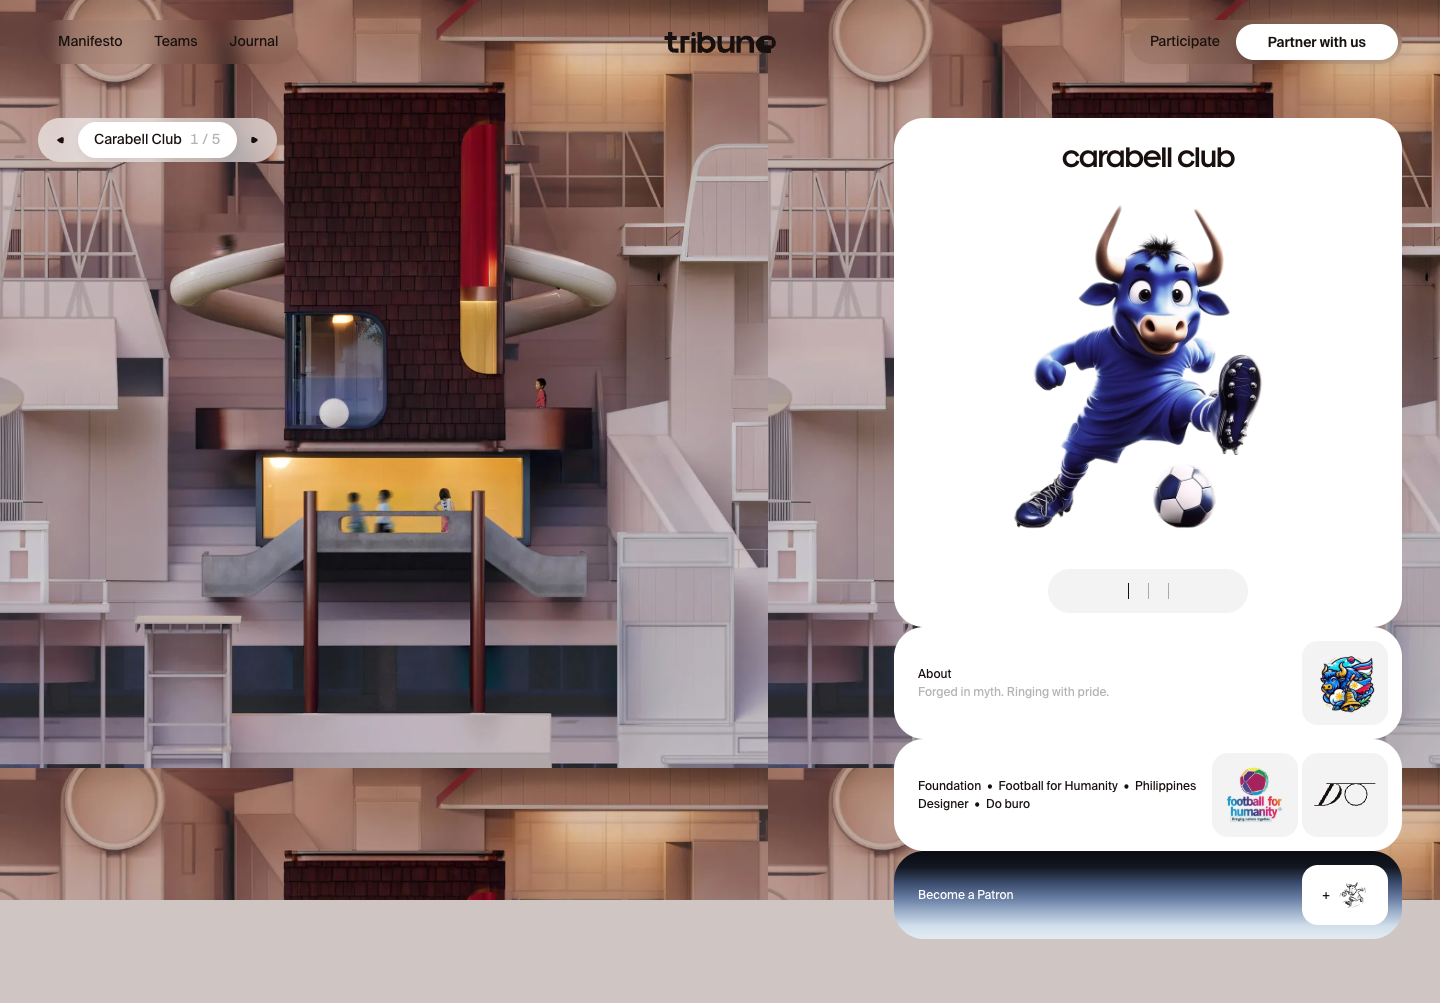 Manifesto Teams Journal
tribune
Participate Partner with us
Carabell Club 1 / 5
carabell club
About
Forged in myth. Ringing with pride.
Foundation • Football for Humanity • Philippines
Designer • Do buro
football for
humanity
DO
Become a Patron
+